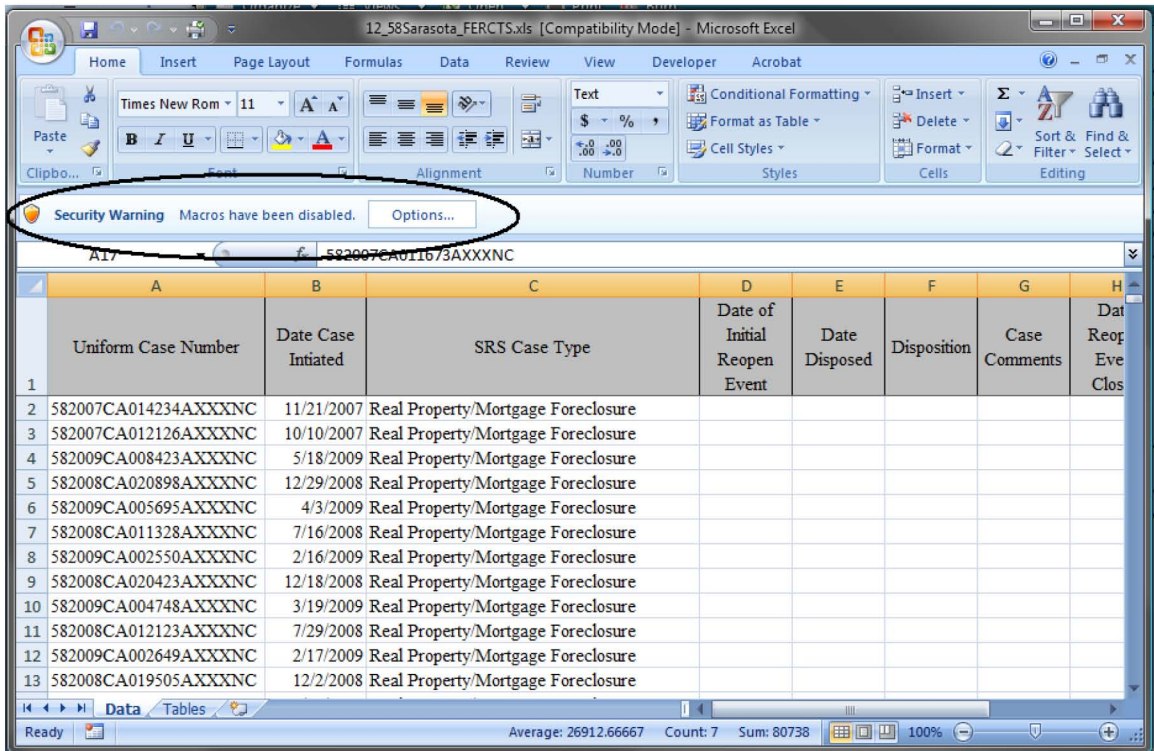 12_58Sarasota_FERCTS.xls [Compatibility Mode] - Microsoft Excel
Home Insert Page Layout Formulas Data Review View Developer Acrobat
Paste
Clipbo...
Times New Rom 11 A A
B I U A
Font
Alignment
Text
$ % ,
.0 .00 .00 .0
Number
Conditional Formatting
Format as Table
Cell Styles
Styles
Insert
Delete
Format
Cells
Σ
Sort & Filter
Find & Select
Editing
Security Warning Macros have been disabled. Options...
A17 fx 582007CA011673AXXXNC
A B C D E F G H
1 Uniform Case Number Date Case Intiated SRS Case Type Date of Initial Reopen Event Date Disposed Disposition Case Comments
2 582007CA014234AXXXNC 11/21/2007 Real Property/Mortgage Foreclosure
3 582007CA012126AXXXNC 10/10/2007 Real Property/Mortgage Foreclosure
4 582009CA008423AXXXNC 5/18/2009 Real Property/Mortgage Foreclosure
5 582008CA020898AXXXNC 12/29/2008 Real Property/Mortgage Foreclosure
6 582009CA005695AXXXNC 4/3/2009 Real Property/Mortgage Foreclosure
7 582008CA011328AXXXNC 7/16/2008 Real Property/Mortgage Foreclosure
8 582009CA002550AXXXNC 2/16/2009 Real Property/Mortgage Foreclosure
9 582008CA020423AXXXNC 12/18/2008 Real Property/Mortgage Foreclosure
10 582009CA004748AXXXNC 3/19/2009 Real Property/Mortgage Foreclosure
11 582008CA012123AXXXNC 7/29/2008 Real Property/Mortgage Foreclosure
12 582009CA002649AXXXNC 2/17/2009 Real Property/Mortgage Foreclosure
13 582008CA019505AXXXNC 12/2/2008 Real Property/Mortgage Foreclosure
Data Tables
Ready Average: 26912.66667 Count: 7 Sum: 80738 100%